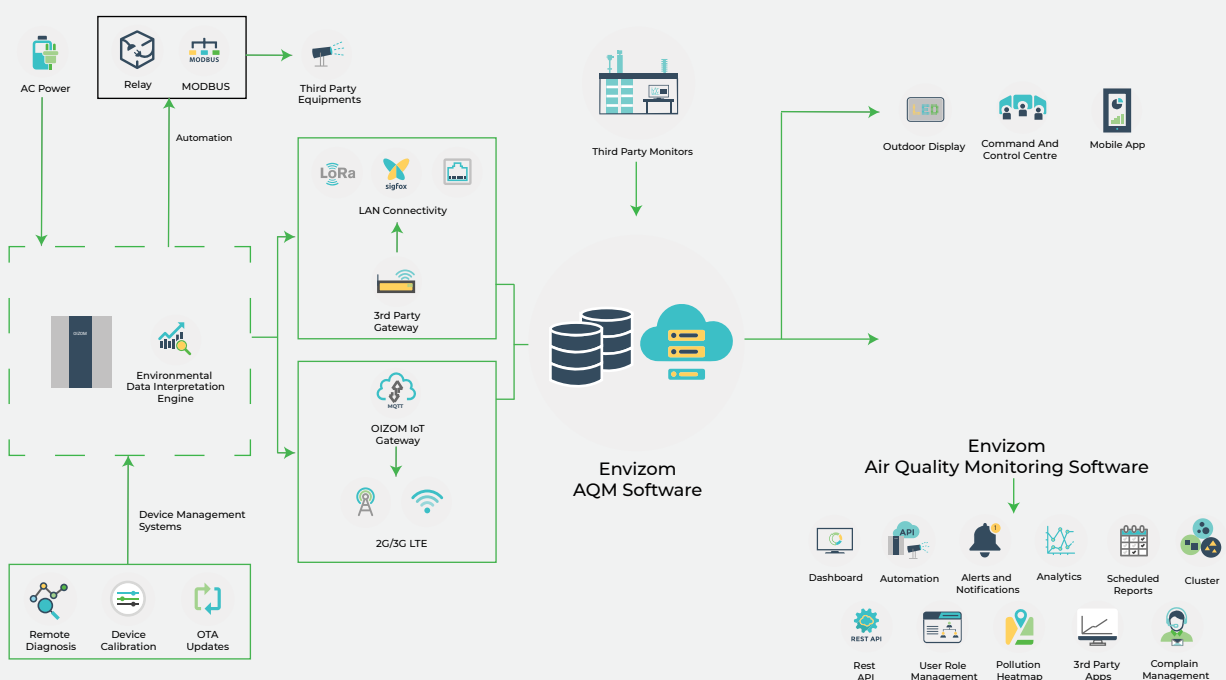 AC Power
Relay
MODBUS
MODBUS
Third Party
Equipments
Automation
LoRa
sigfox
LAN Connectivity
3rd Party
Gateway
Third Party Monitors
LED
Outdoor Display
Command And
Control Centre
Mobile App
OIZOM
Environmental
Data Interpretation
Engine
MQTT
OIZOM IoT
Gateway
2G/3G LTE
Envizom
AQM Software
Device Management
Systems
Remote
Diagnosis
Device
Calibration
OTA
Updates
Envizom
Air Quality Monitoring Software
Dashboard
API
Automation
1
Alerts and
Notifications
Analytics
Scheduled
Reports
Cluster
REST API
Rest
API
User Role
Management
Pollution
Heatmap
3rd Party
Apps
Complain
Management